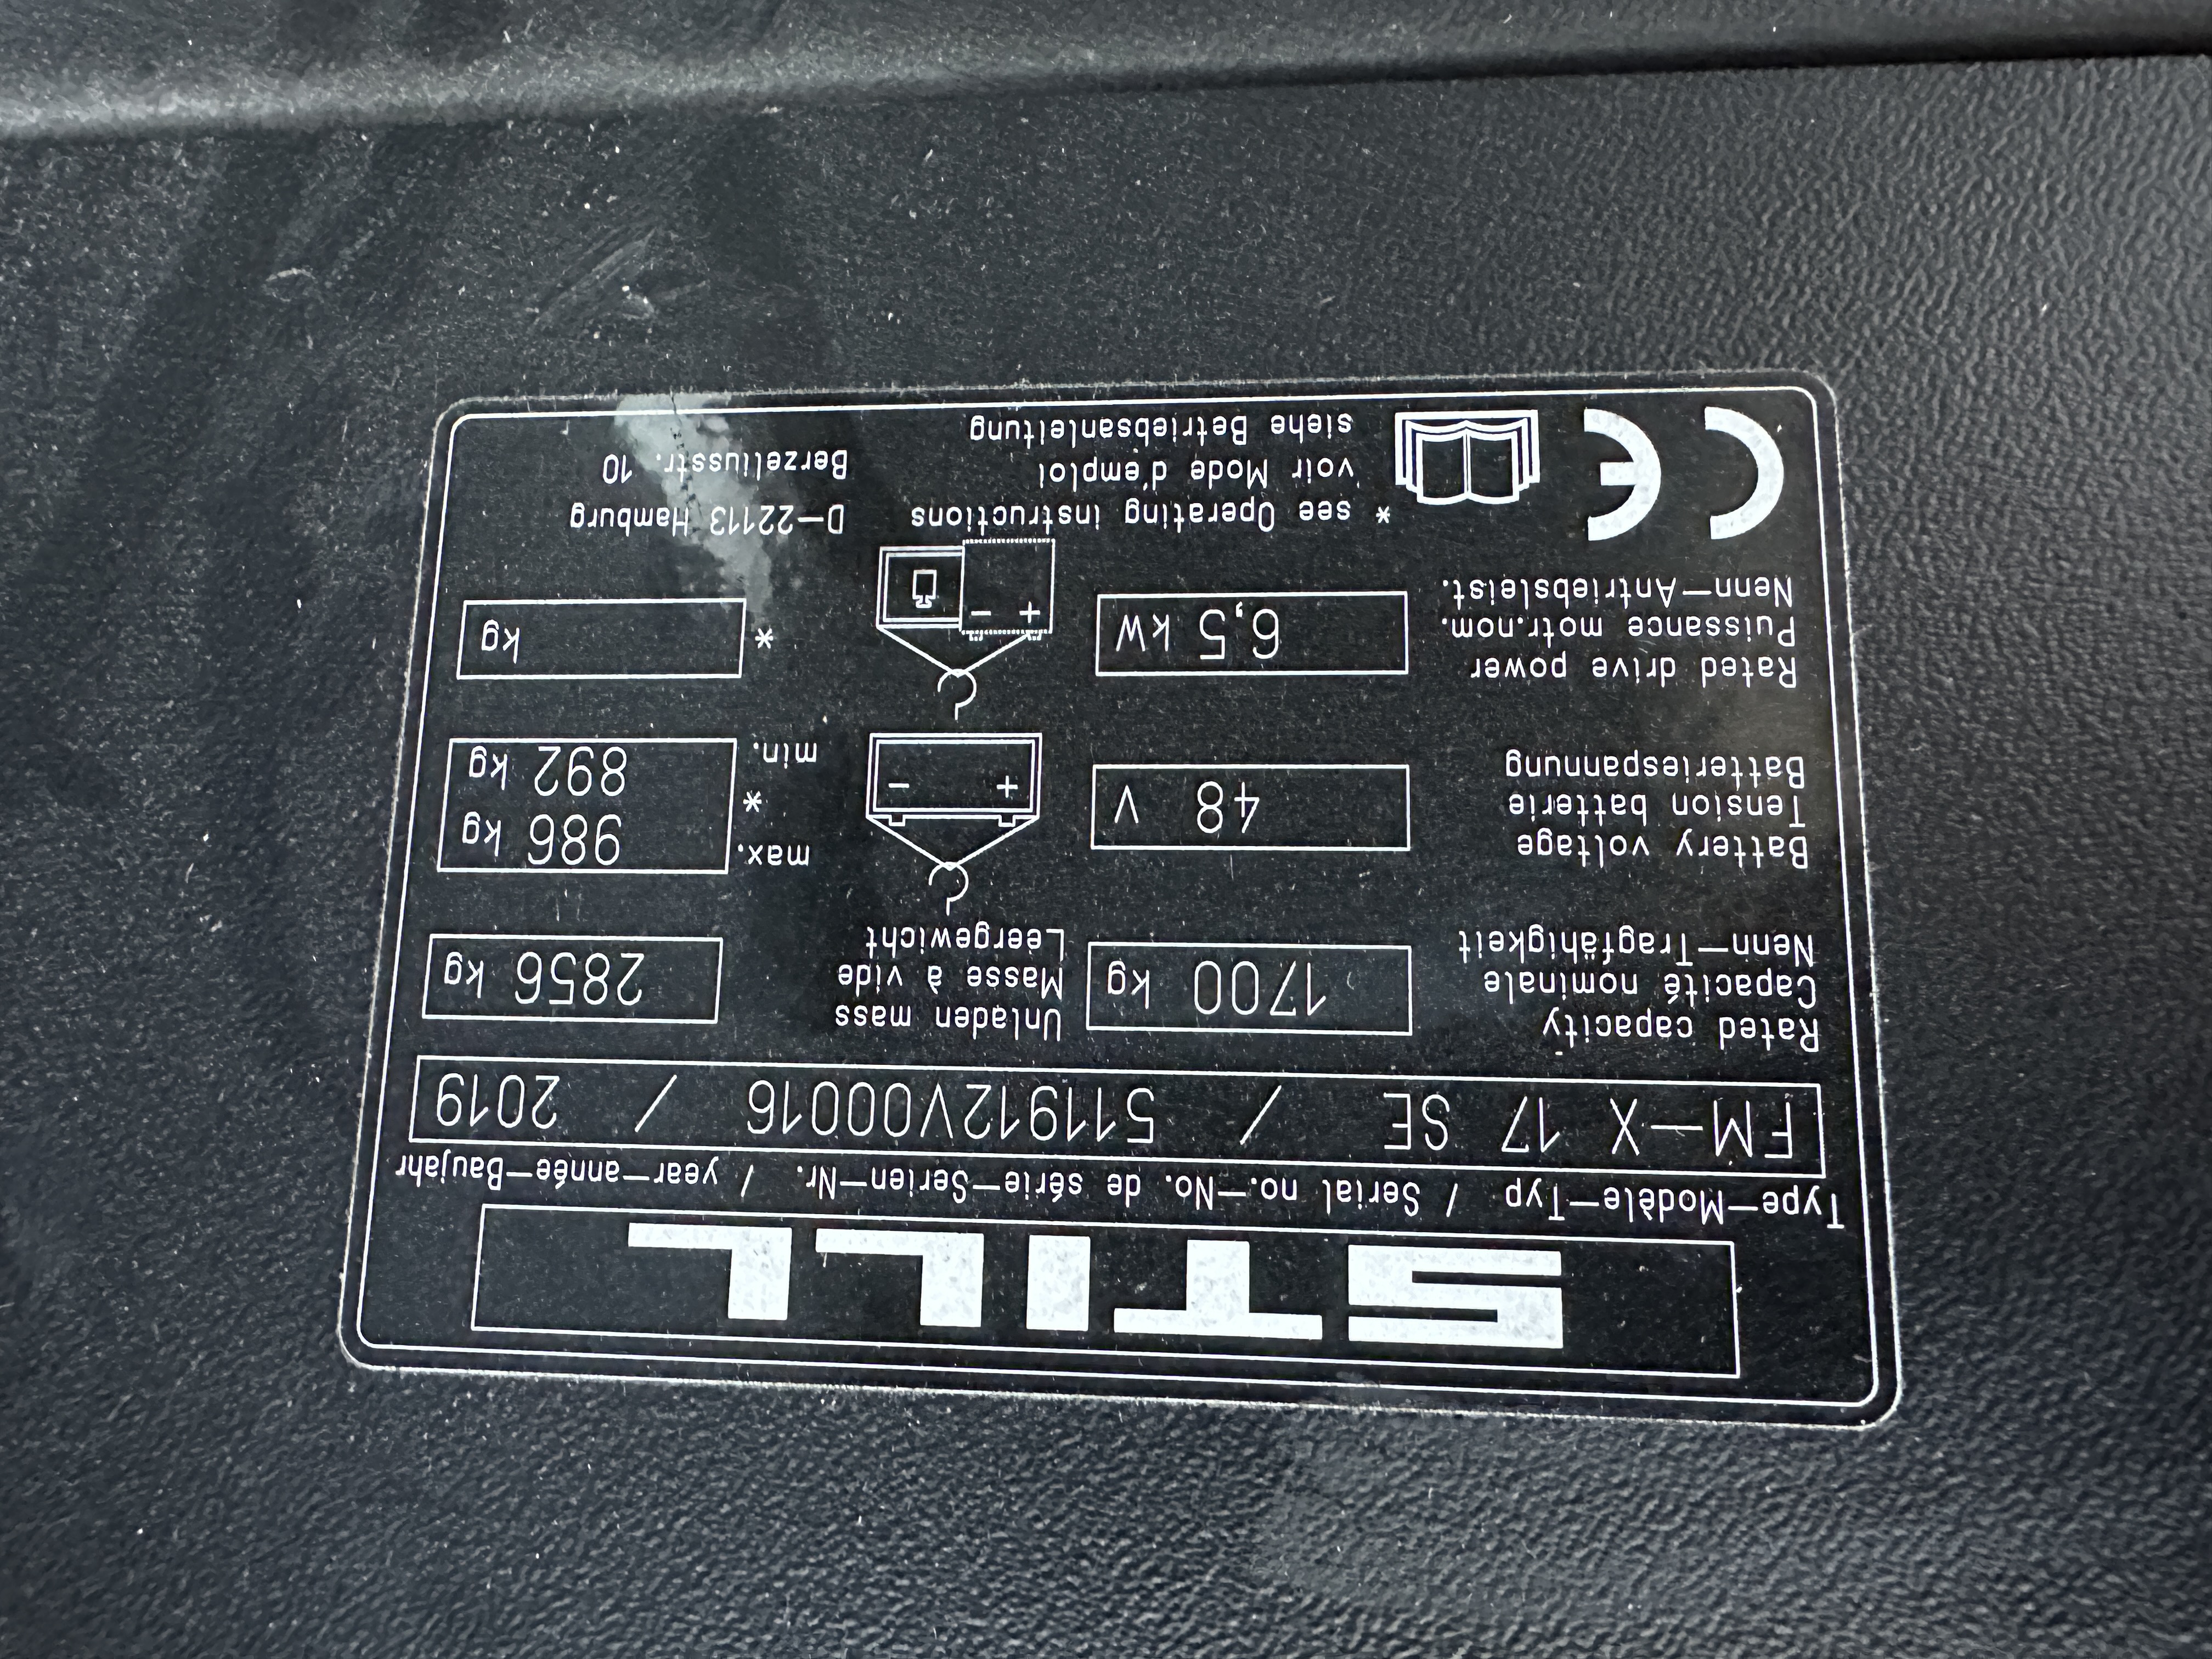 STILL
Type–Modèle–Typ / Serial no.–No. de série–Serien–Nr. / year–année–Baujahr
FM–X 17 SE / 511912V00016 / 2019
Rated capacity
Capacité nominale
Nenn–Tragfähigkeit
1700 kg
Unladen mass
Masse à vide
Leergewicht
2856 kg
Battery voltage
Tension batterie
Batteriespannung
48 V
+ −
max. 986 kg
*
min. 892 kg
Rated drive power
Puissance motr.nom.
Nenn–Antriebsleist.
6,5 kW
+ −
* kg
CE
* see Operating instructions
voir Mode d'emploi
siehe Betriebsanleitung
D–22113 Hamburg
Berzeliusstr. 10